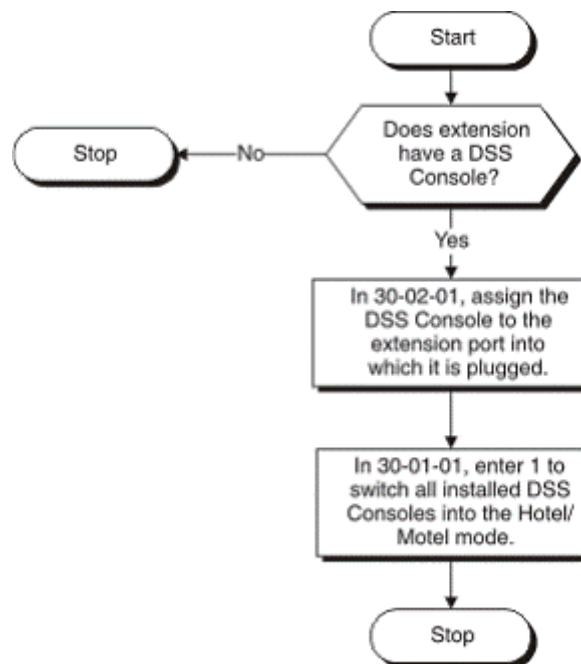 Start
Does extension
have a DSS
Console?
No
Stop
Yes
In 30-02-01, assign the
DSS Console to the
extension port into
which it is plugged.
In 30-01-01, enter 1 to
switch all installed DSS
Consoles into the Hotel/
Motel mode.
Stop